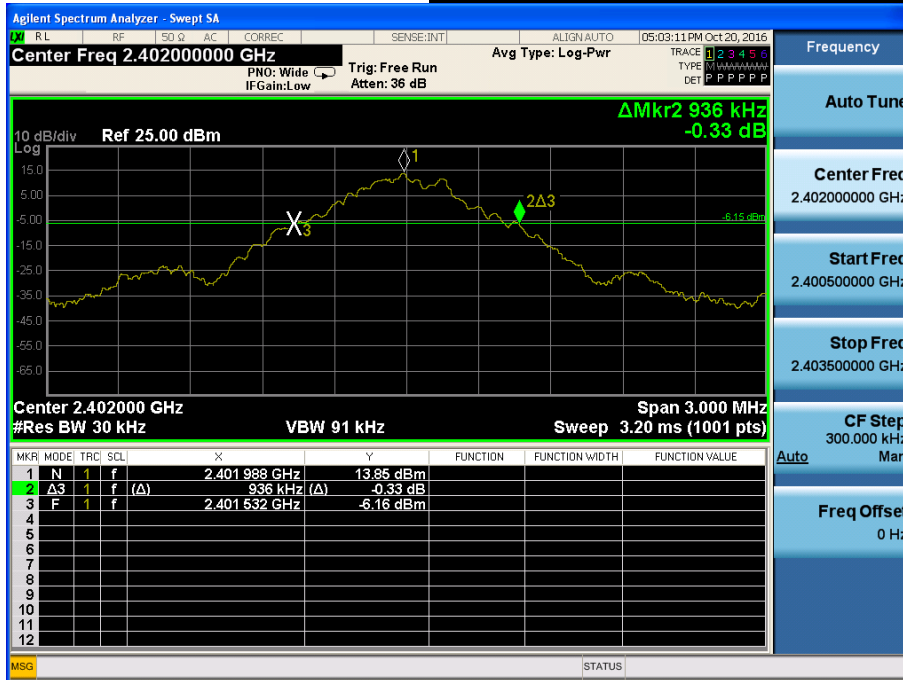 Agilent Spectrum Analyzer - Swept SA
LXI RL RF 50 Ω AC CORREC SENSE:INT ALIGN AUTO 05:03:11 PM Oct 20, 2016
Center Freq 2.402000000 GHz
PNO: Wide
IFGain:Low
Trig: Free Run
Atten: 36 dB
Avg Type: Log-Pwr
TRACE 1 2 3 4 5 6
TYPE M WWWWW
DET P P P P P P
ΔMkr2 936 kHz
-0.33 dB
10 dB/div Ref 25.00 dBm
Log
15.0
5.00
-5.00
-15.0
-25.0
-35.0
-45.0
-55.0
-65.0
1
2Δ3
3
-6.15 dBm
Center 2.402000 GHz Span 3.000 MHz
#Res BW 30 kHz VBW 91 kHz Sweep 3.20 ms (1001 pts)
MKR MODE TRC SCL X Y FUNCTION FUNCTION WIDTH FUNCTION VALUE
1 N 1 f 2.401 988 GHz 13.85 dBm
2 Δ3 1 f (Δ) 936 kHz (Δ) -0.33 dB
3 F 1 f 2.401 532 GHz -6.16 dBm
4
5
6
7
8
9
10
11
12
MSG STATUS
Frequency
Auto Tune
Center Freq
2.402000000 GHz
Start Freq
2.400500000 GHz
Stop Freq
2.403500000 GHz
CF Step
300.000 kHz
Auto Man
Freq Offset
0 Hz